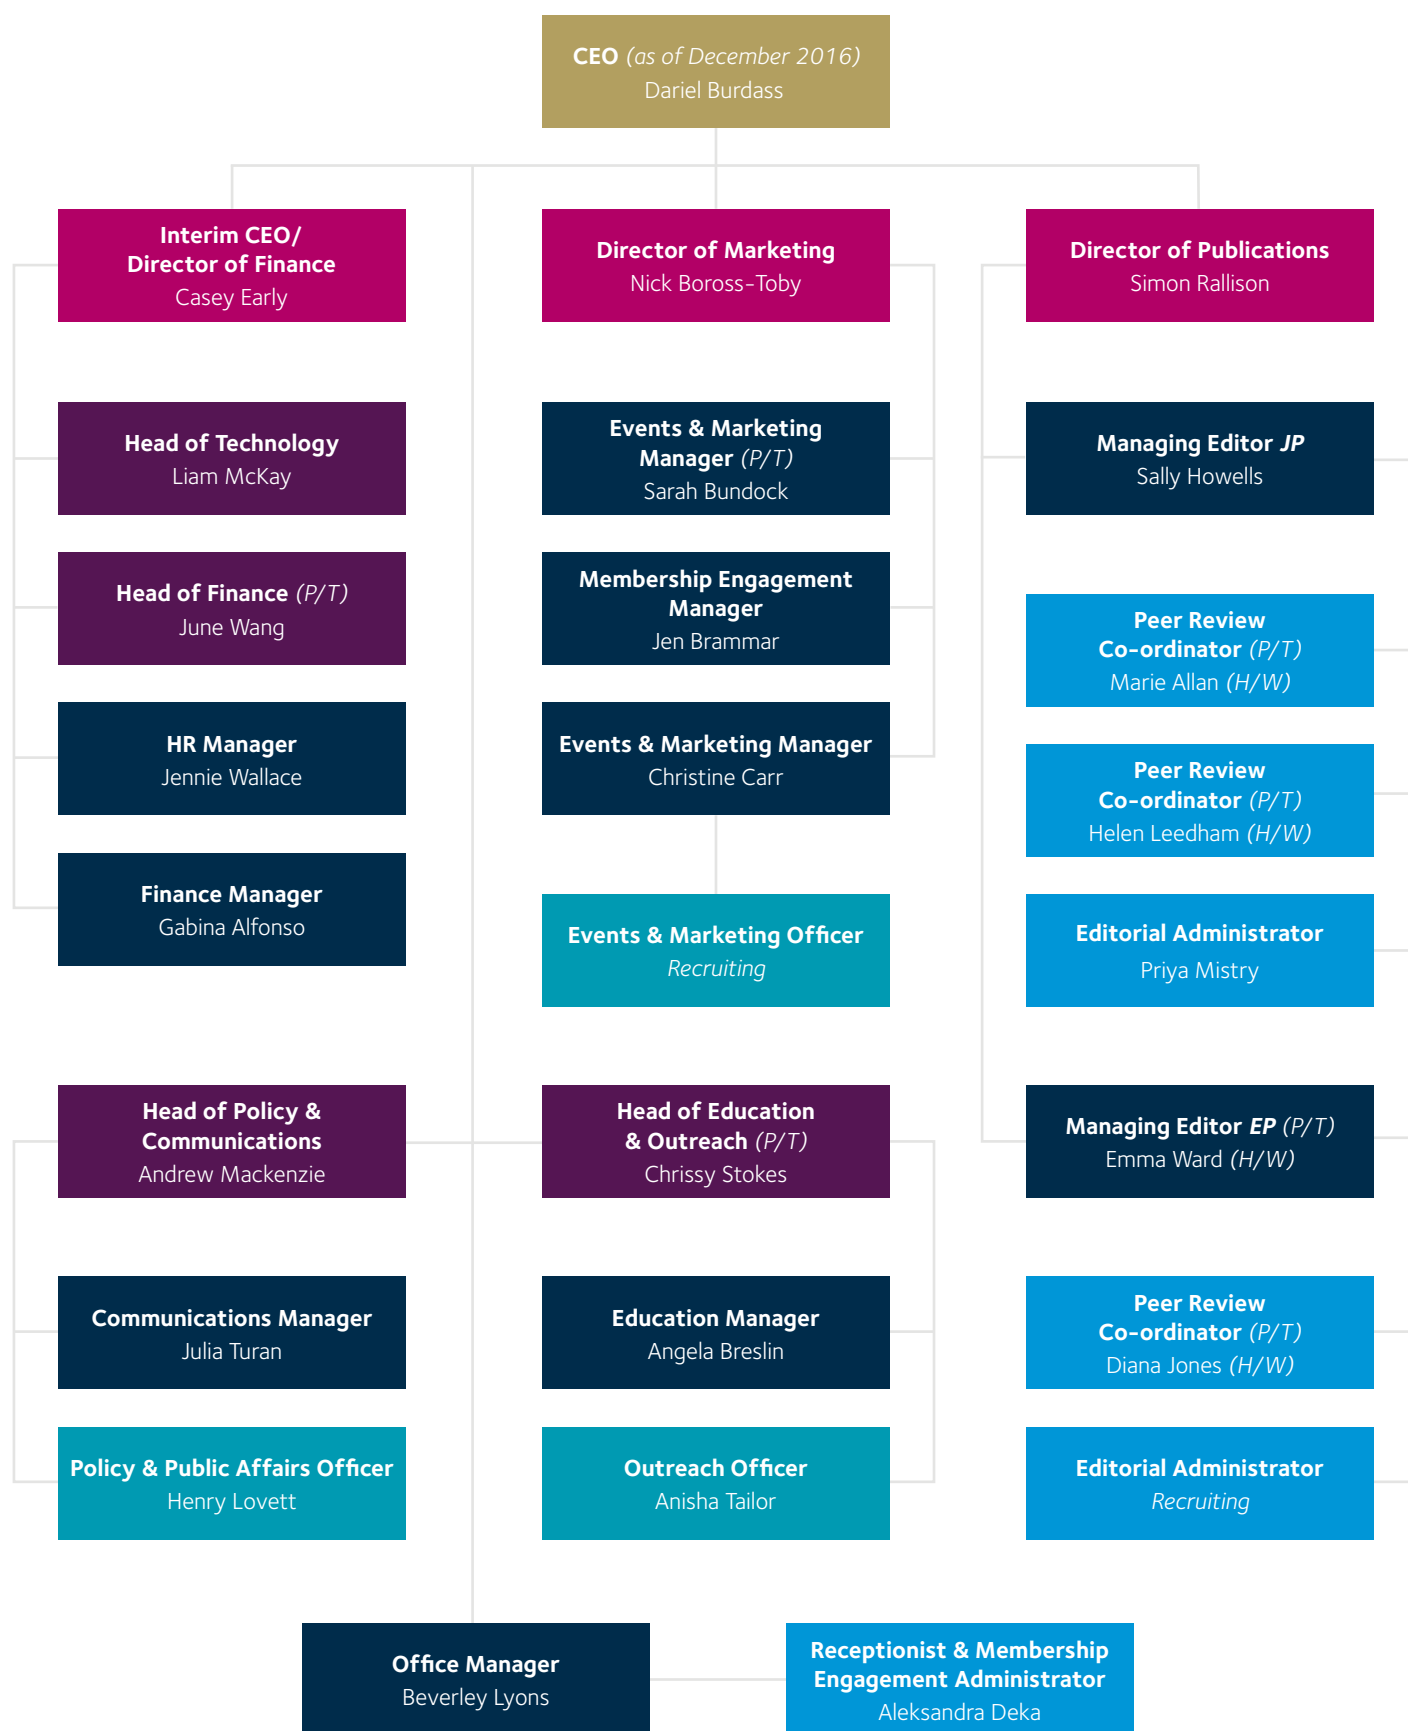 CEO (as of December 2016)
Dariel Burdass
Interim CEO/
Director of Finance
Casey Early
Director of Marketing
Nick Boross-Toby
Director of Publications
Simon Rallison
Head of Technology
Liam McKay
Events & Marketing
Manager (P/T)
Sarah Bundock
Managing Editor JP
Sally Howells
Head of Finance (P/T)
June Wang
Membership Engagement
Manager
Jen Brammar
Peer Review
Co-ordinator (P/T)
Marie Allan (H/W)
HR Manager
Jennie Wallace
Events & Marketing Manager
Christine Carr
Peer Review
Co-ordinator (P/T)
Helen Leedham (H/W)
Finance Manager
Gabina Alfonso
Events & Marketing Officer
Recruiting
Editorial Administrator
Priya Mistry
Head of Policy &
Communications
Andrew Mackenzie
Head of Education
& Outreach (P/T)
Chrissy Stokes
Managing Editor EP (P/T)
Emma Ward (H/W)
Communications Manager
Julia Turan
Education Manager
Angela Breslin
Peer Review
Co-ordinator (P/T)
Diana Jones (H/W)
Policy & Public Affairs Officer
Henry Lovett
Outreach Officer
Anisha Tailor
Editorial Administrator
Recruiting
Office Manager
Beverley Lyons
Receptionist & Membership
Engagement Administrator
Aleksandra Deka